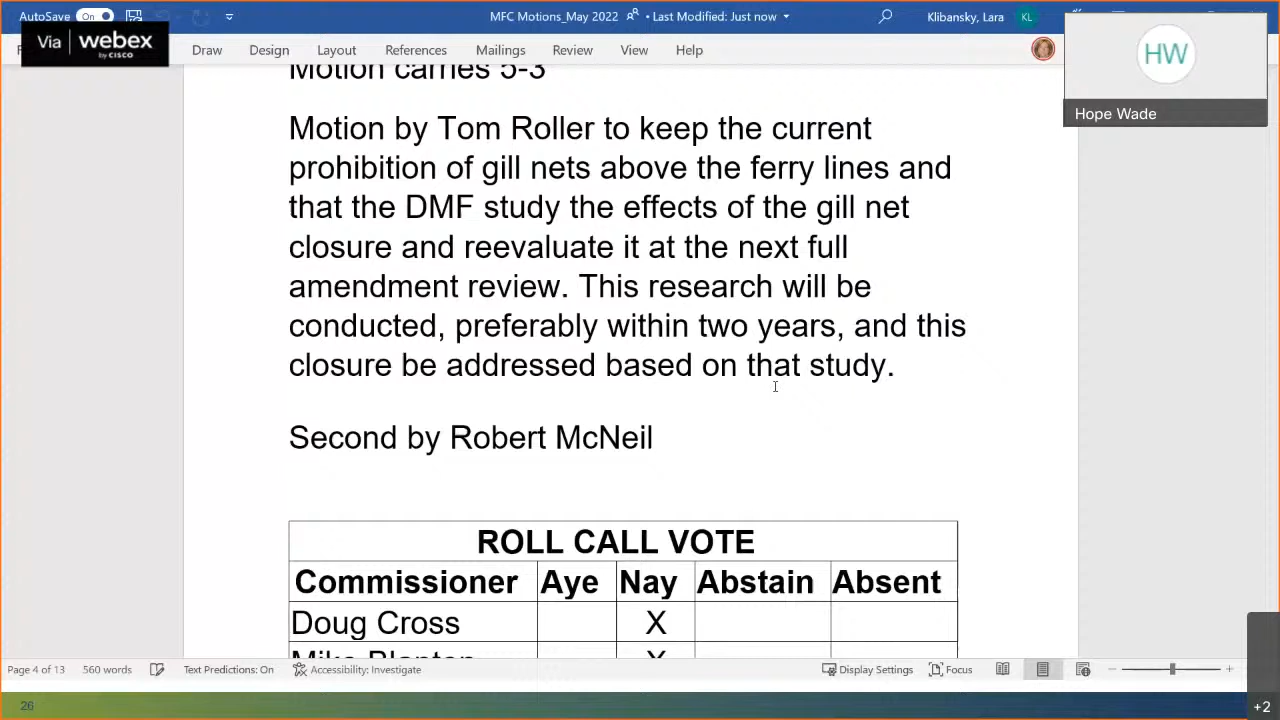 AutoSave On MFC Motions_May 2022 • Last Modified: Just now Klibansky, Lara KL
Via webex by CISCO
Draw Design Layout References Mailings Review View Help
HW
Hope Wade
Motion carries 5-3
Motion by Tom Roller to keep the current
prohibition of gill nets above the ferry lines and
that the DMF study the effects of the gill net
closure and reevaluate it at the next full
amendment review. This research will be
conducted, preferably within two years, and this
closure be addressed based on that study.
Second by Robert McNeil
ROLL CALL VOTE
Commissioner Aye Nay Abstain Absent
Doug Cross X
Mike Blanton X
Page 4 of 13 560 words Text Predictions: On Accessibility: Investigate Display Settings Focus
26
+2